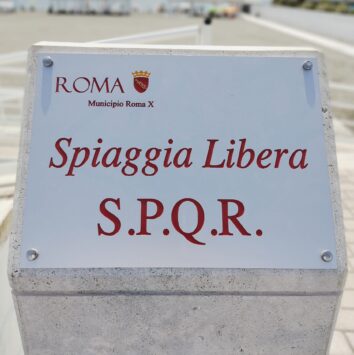 ROMA
Municipio Roma X
Spiaggia Libera
S.P.Q.R.